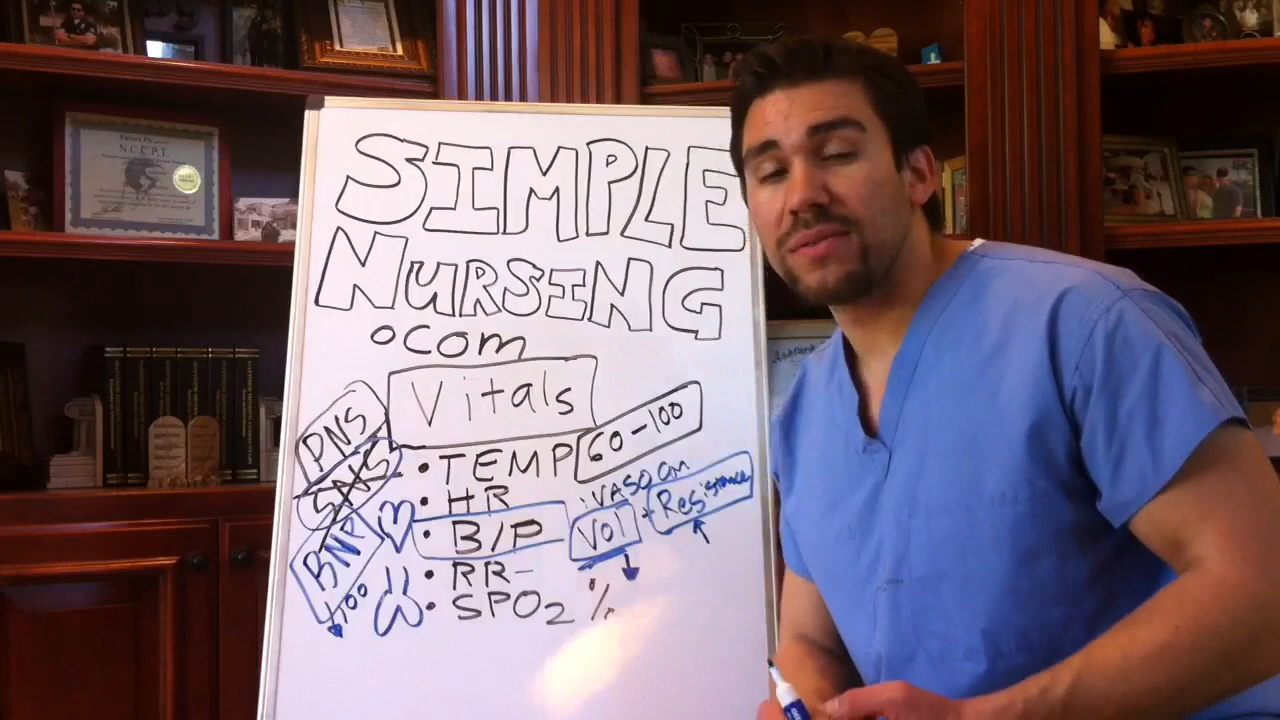 SIMPLE
NURSING
.com
Vitals
PNS
SNS
BNP
↓100
• TEMP 60-100
• HR
• B/P
VASO con
Vol + Resistance
• RR-
• SPO2 %
N.C.C.P.T.